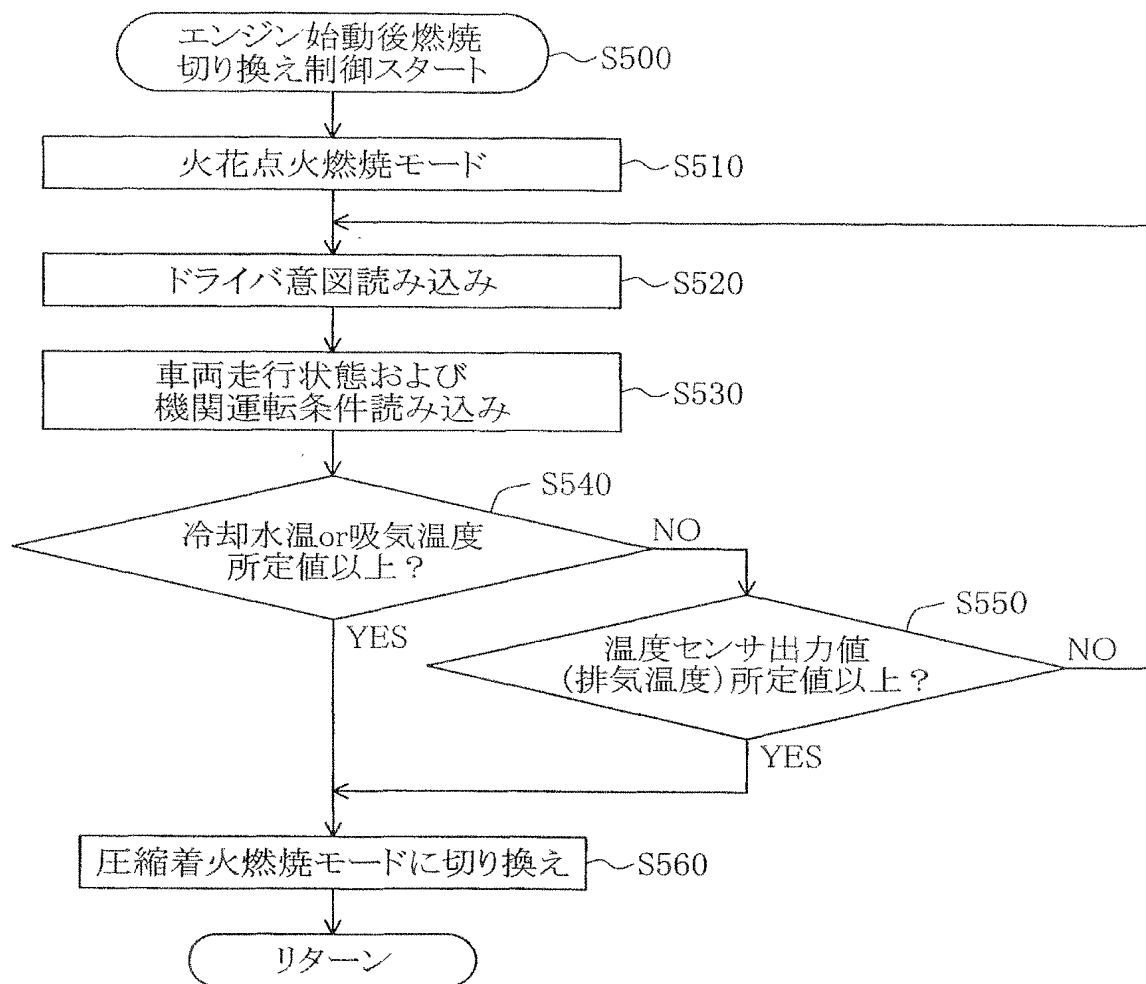 エンジン始動後燃焼
切り換え制御スタート
S500
火花点火燃焼モード
S510
ドライバ意図読み込み
S520
車両走行状態および
機関運転条件読み込み
S530
S540
冷却水温or吸気温度
所定値以上？
NO
YES
S550
温度センサ出力値
(排気温度)所定値以上？
NO
YES
圧縮着火燃焼モードに切り換え
S560
リターン